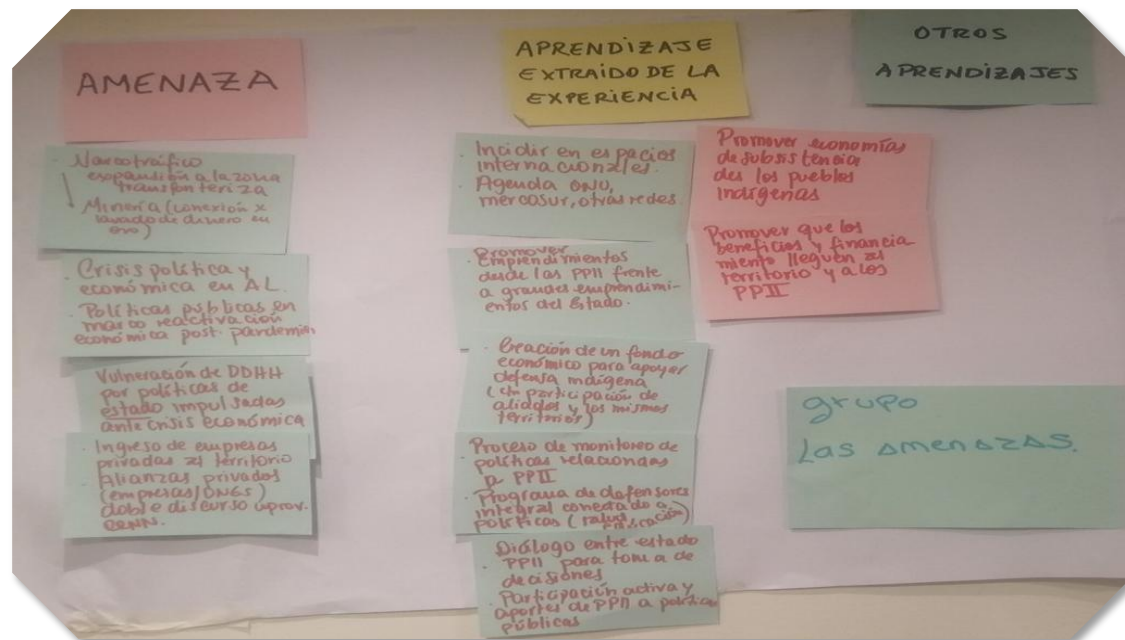 AMENAZA
· Narcotráfico
expansión a la zona
transfonteriza
Minería (conexión x
lavado de dinero en
oro)
· Crisis política y
económica en AL.
· Políticas públicas en
marco reactivación
económica post. pandemia
· Vulneración de DDHH
por políticas de
estado impulsadas
ante crisis económica
· Ingreso de empresas
privadas al territorio
· Alianzas privados
(empresas/ONGs)
doble discurso aprov.
RRNN.
APRENDIZAJE
EXTRAIDO DE LA
EXPERIENCIA
· Incidir en espacios
internacionales.
· Agenda ONU,
mercosur, otras redes
Promover
· Emprendimientos
desde las PPII frente
a grandes emprendimi-
entos del Estado.
· Creación de un fondo
económico para apoyar
defensa indígena
(con participación de
aliados y los mismos
territorios)
· Proceso de monitoreo de
políticas relacionadas
a PPII
· Programa de defensores
integral conectado a
políticas (salud,
educación)
· Diálogo entre estado
PPII para toma de
decisiones
· Participación activa y
aportes de PPII a políticas
públicas
OTROS
APRENDIZAJES
Promover economías
de subsistencia
des los pueblos
indígenas
Promover que los
beneficios y financia
miento lleguen al
territorio y a los
PPII
grupo
Las AMENAZAS.